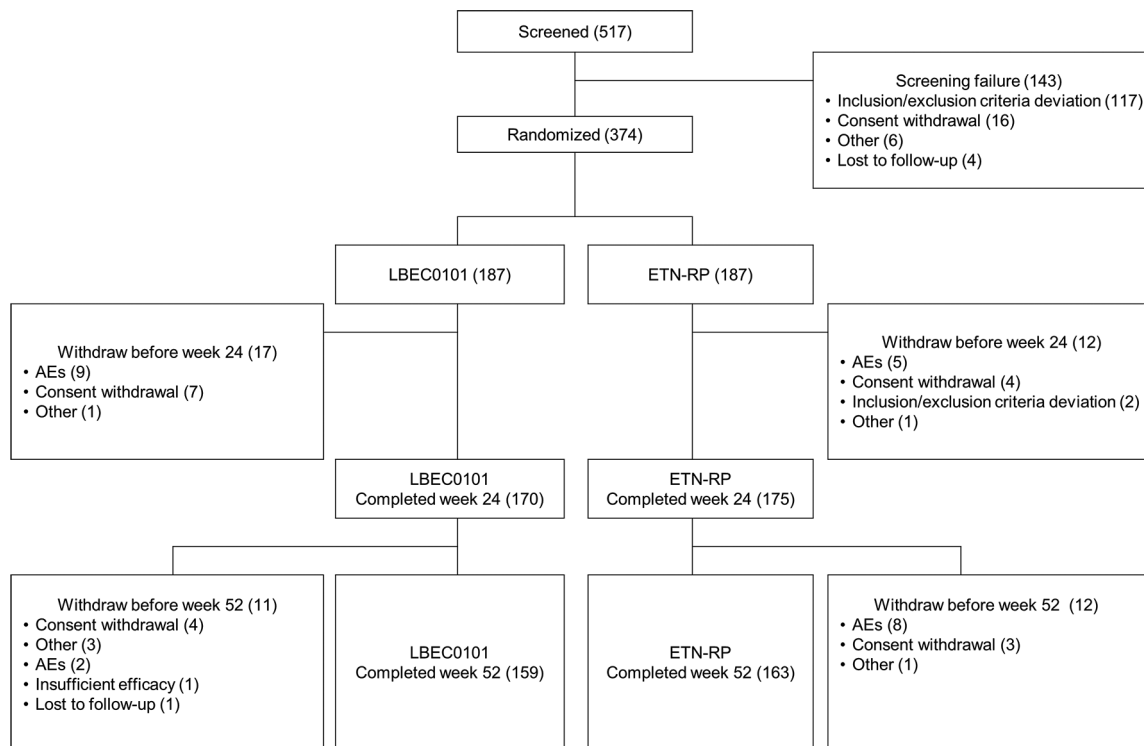 Screened (517)
Screening failure (143)
• Inclusion/exclusion criteria deviation (117)
• Consent withdrawal (16)
• Other (6)
• Lost to follow-up (4)
Randomized (374)
LBEC0101 (187)
ETN-RP (187)
Withdraw before week 24 (17)
• AEs (9)
• Consent withdrawal (7)
• Other (1)
Withdraw before week 24 (12)
• AEs (5)
• Consent withdrawal (4)
• Inclusion/exclusion criteria deviation (2)
• Other (1)
LBEC0101
Completed week 24 (170)
ETN-RP
Completed week 24 (175)
Withdraw before week 52 (11)
• Consent withdrawal (4)
• Other (3)
• AEs (2)
• Insufficient efficacy (1)
• Lost to follow-up (1)
LBEC0101
Completed week 52 (159)
ETN-RP
Completed week 52 (163)
Withdraw before week 52 (12)
• AEs (8)
• Consent withdrawal (3)
• Other (1)